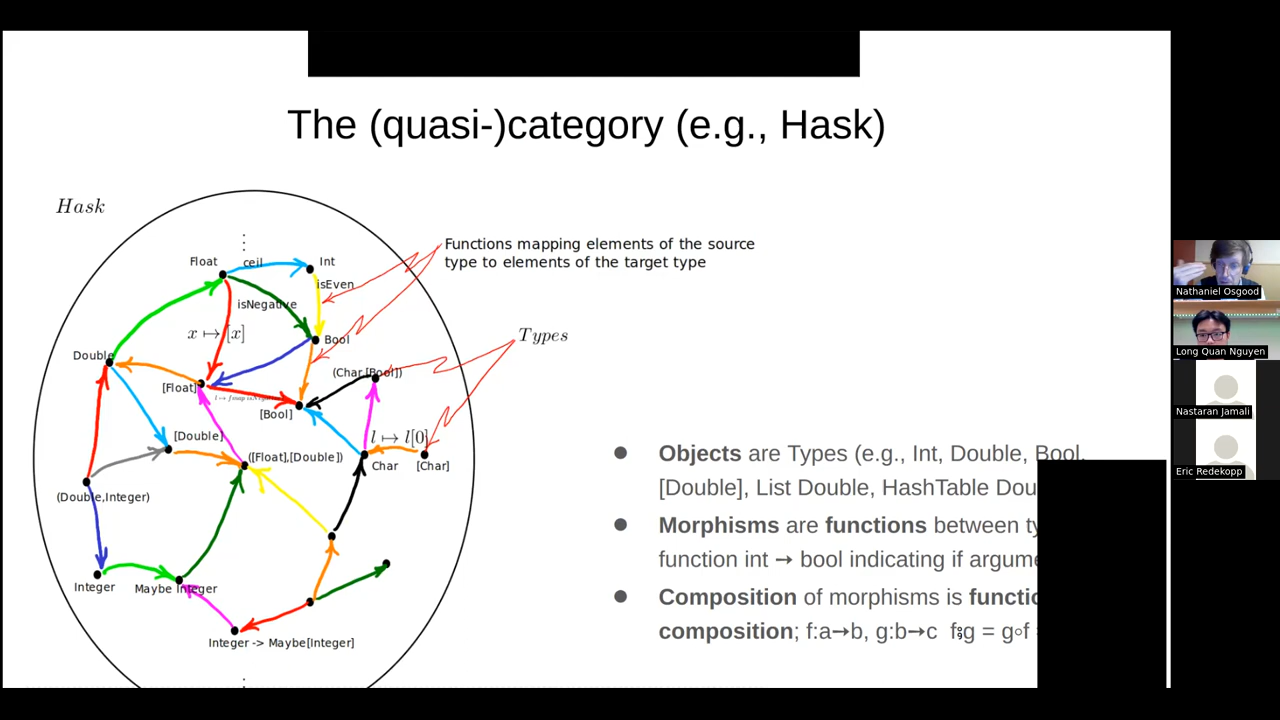 The (quasi-)category (e.g., Hask)
Hask
Functions mapping elements of the source
type to elements of the target type
Types
Float
ceil
Int
isEven
isNegative
x ↦ [x]
Bool
Double
[Float]
(Char,[Bool])
[Bool]
[Double]
l ↦ l[0]
([Float],[Double])
Char
[Char]
(Double,Integer)
Integer
Maybe Integer
Integer -> Maybe[Integer]
● Objects are Types (e.g., Int, Double, Bool,
[Double], List Double, HashTable
● Morphisms are functions between
function int → bool indicating if
● Composition of morphisms is
composition; f:a→b, g:b→c f⨟g = g∘f
Nathaniel Osgood
Long Quan Nguyen
Nastaran Jamali
Eric Redekopp